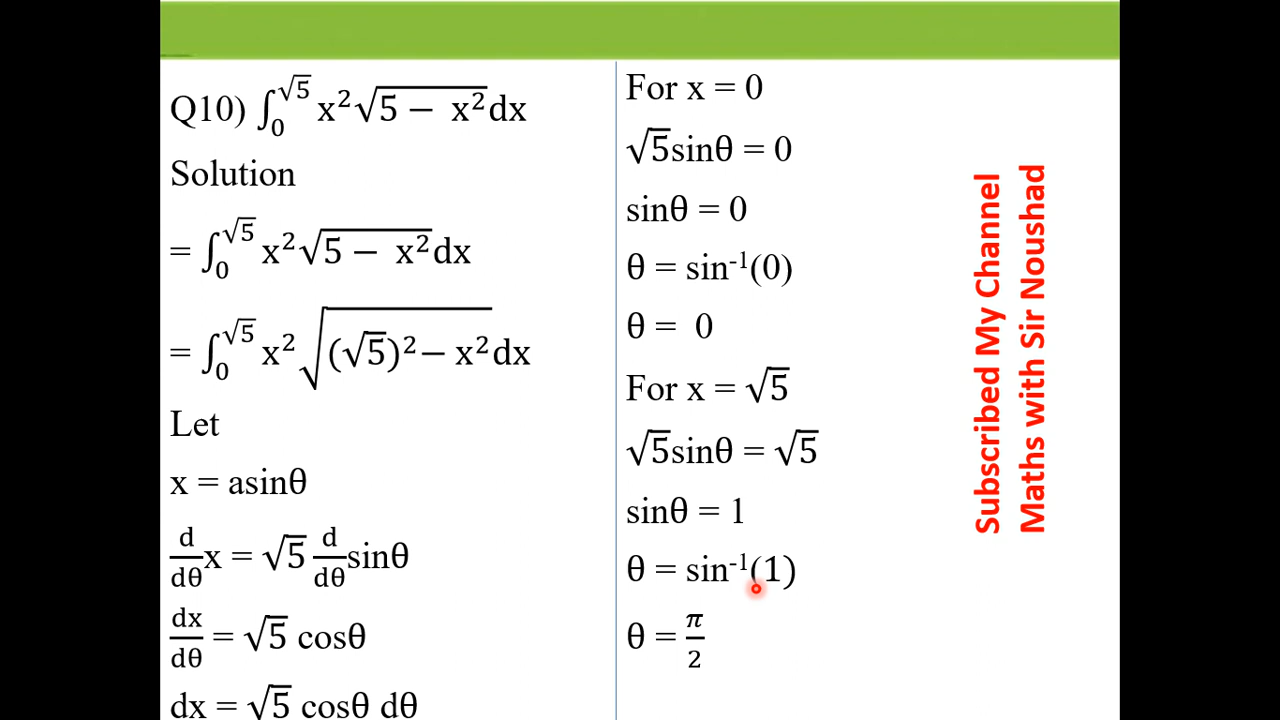 Q10) ∫₀^√5 x²√(5 − x²)dx
Solution
= ∫₀^√5 x²√(5 − x²)dx
= ∫₀^√5 x²√((√5)² − x²)dx
Let
x = asinθ
d/dθ x = √5 d/dθ sinθ
dx/dθ = √5 cosθ
dx = √5 cosθ dθ
For x = 0
√5sinθ = 0
sinθ = 0
θ = sin⁻¹(0)
θ = 0
For x = √5
√5sinθ = √5
sinθ = 1
θ = sin⁻¹(1)
θ = π/2
Subscribed My Channel
Maths with Sir Noushad